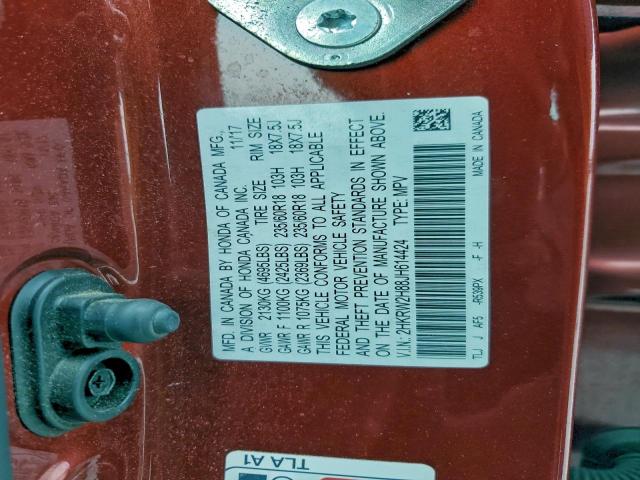 MFD. IN CANADA BY HONDA OF CANADA MFG.,
A DIVISION OF HONDA CANADA INC. 11/17
TIRE SIZE RIM SIZE
GVWR 2130KG (4695LBS)
GAWR F 1100KG (2425LBS) 235/60R18 103H 18X7.5J
GAWR R 1075KG (2369LBS) 235/60R18 103H 18X7.5J
THIS VEHICLE CONFORMS TO ALL APPLICABLE
FEDERAL MOTOR VEHICLE SAFETY
AND THEFT PREVENTION STANDARDS IN EFFECT
ON THE DATE OF MANUFACTURE SHOWN ABOVE.
V.I.N.: 2HKRW2H88JH614424 TYPE: MPV
TLJ J AF5 -R539PX -F -H MADE IN CANADA
TLA A1